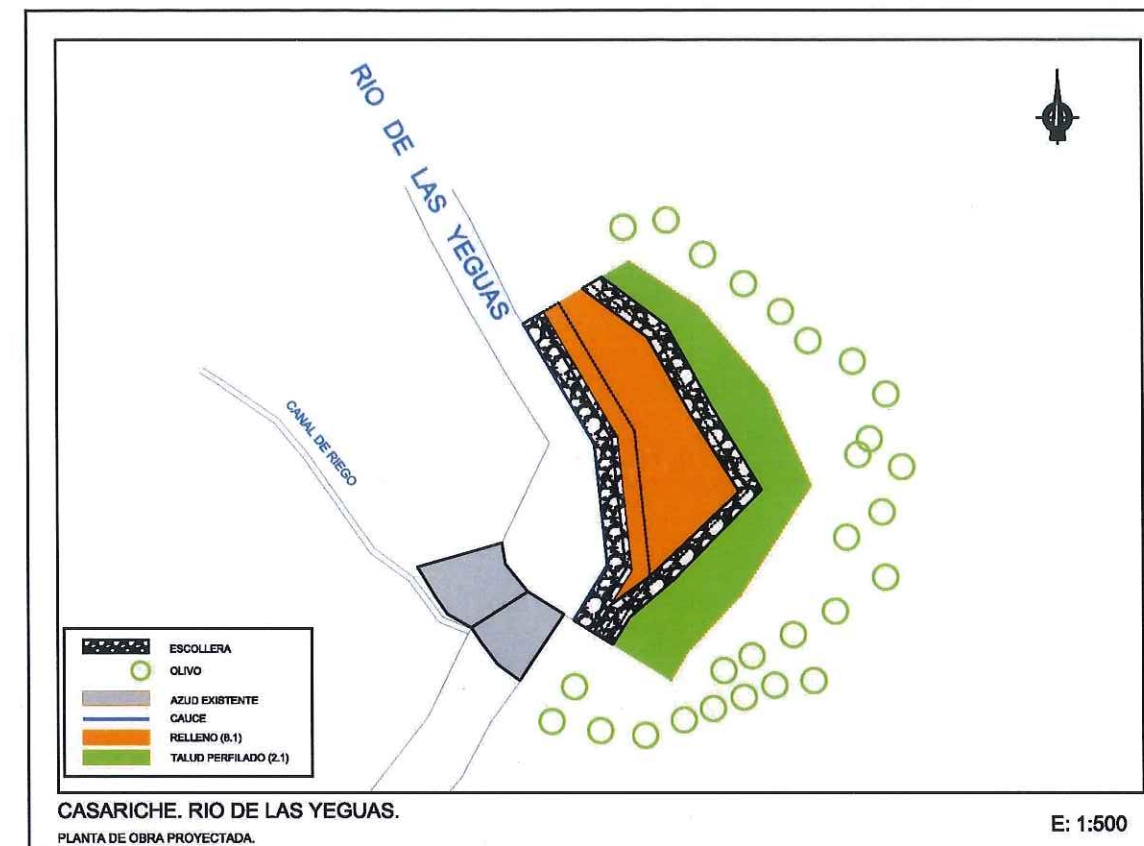 RIO DE LAS YEGUAS
CANAL DE RIEGO
ESCOLLERA
OLIVO
AZUD EXISTENTE
CAUCE
RELLENO (6.1)
TALUD PERFILADO (2.1)
CASARICHE. RIO DE LAS YEGUAS.
PLANTA DE OBRA PROYECTADA.
E: 1:500